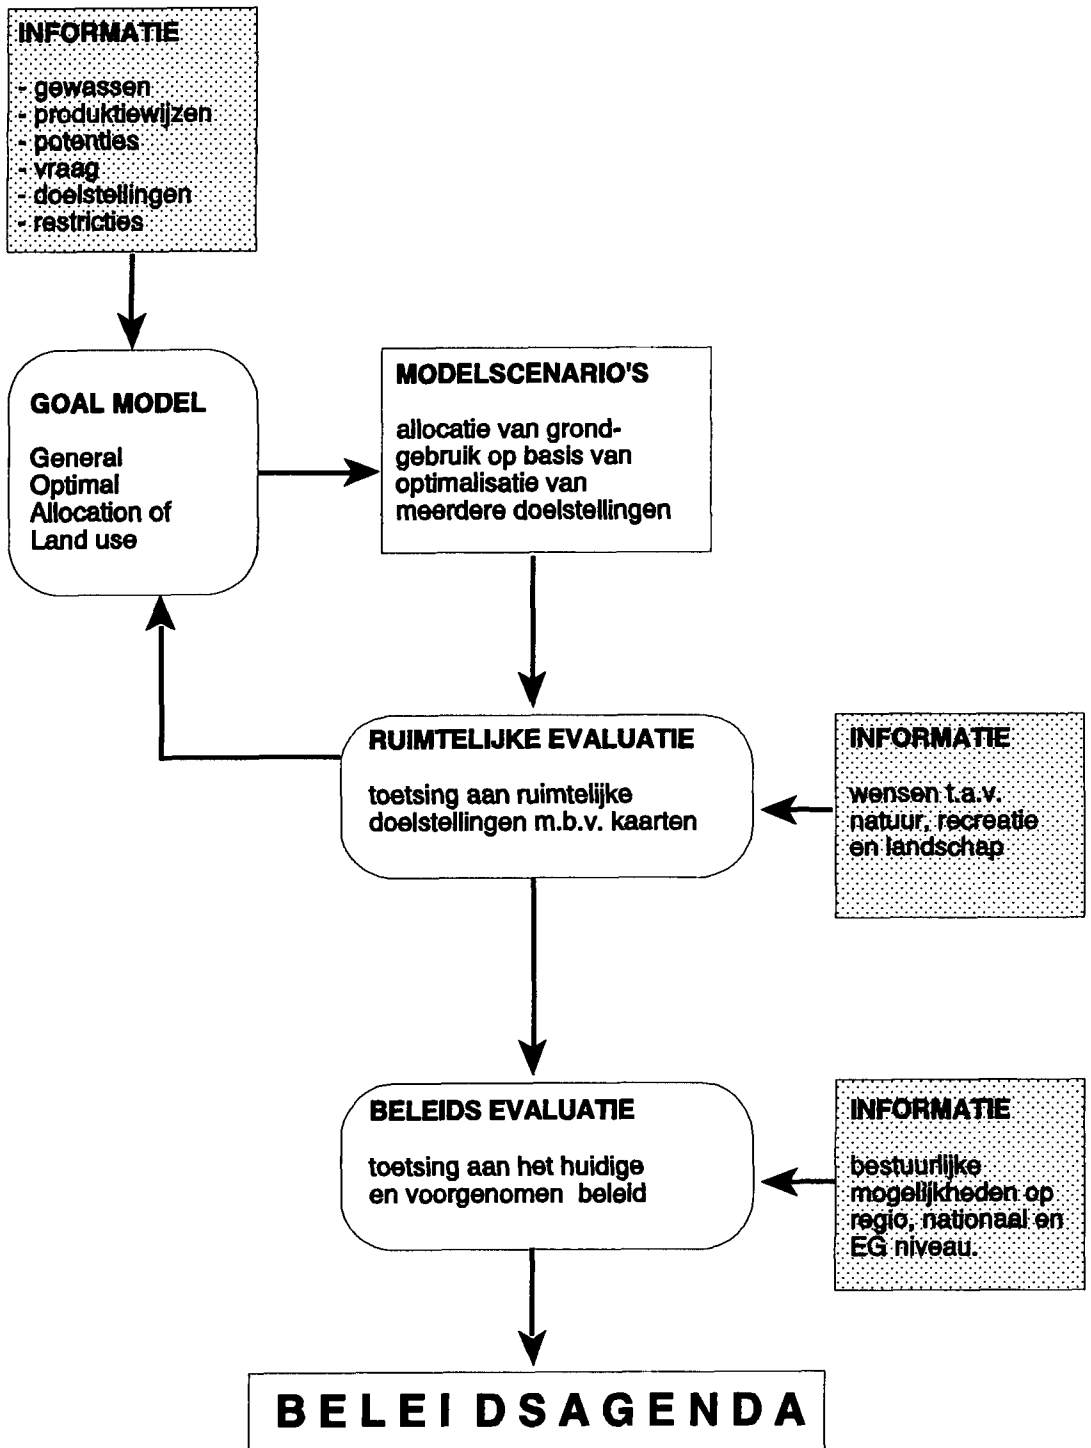 INFORMATIE
- gewassen
- produktiewijzen
- potenties
- vraag
- doelstellingen
- restricties
GOAL MODEL
General
Optimal
Allocation of
Land use
MODELSCENARIO'S
allocatie van grond-
gebruik op basis van
optimalisatie van
meerdere doelstellingen
RUIMTELIJKE EVALUATIE
toetsing aan ruimtelijke
doelstellingen m.b.v. kaarten
INFORMATIE
wensen t.a.v.
natuur, recreatie
en landschap
BELEIDS EVALUATIE
toetsing aan het huidige
en voorgenomen beleid
INFORMATIE
bestuurlijke
mogelijkheden op
regio, nationaal en
EG niveau.
BELEIDSAGENDA